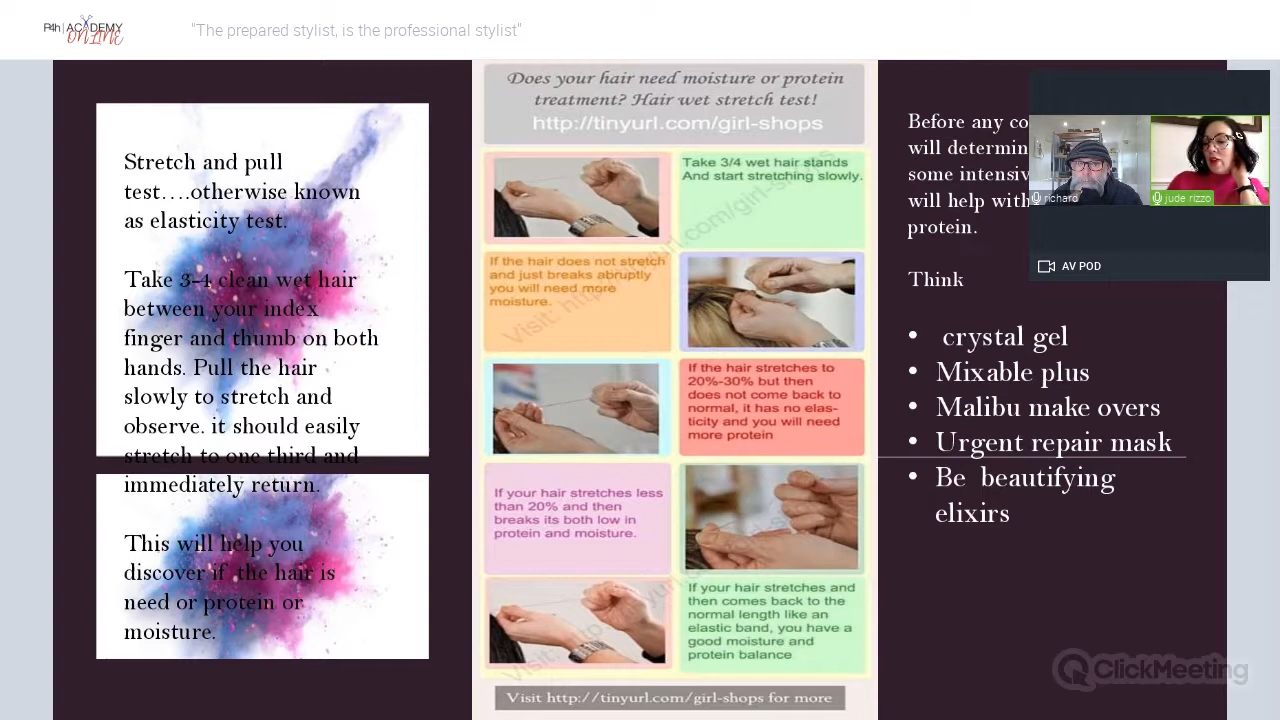 P4h | ACADEMY
ONLINE
"The prepared stylist, is the professional stylist"
Stretch and pull
test….otherwise known
as elasticity test.
Take 3-4 clean wet hair
between your index
finger and thumb on both
hands. Pull the hair
slowly to stretch and
observe. it should easily
stretch to one third and
immediately return.
This will help you
discover if the hair is
need or protein or
moisture.
Does your hair need moisture or protein
treatment? Hair wet stretch test!
http://tinyurl.com/girl-shops
Take 3/4 wet hair stands
And start stretching slowly.
If the hair does not stretch
and just breaks abruptly
you will need more
moisture.
If the hair stretches to
20%-30% but then
does not come back to
normal, it has no elas-
ticity and you will need
more protein
If your hair stretches less
than 20% and then
breaks its both low in
protein and moisture.
If your hair stretches and
then comes back to the
normal length like an
elastic band, you have a
good moisture and
protein balance
Visit http://tinyurl.com/girl-shops for more
Before any
will
some
will help
protein.
Think
• crystal gel
• Mixable plus
• Malibu make overs
• Urgent repair mask
• Be beautifying
elixirs
richard
jude rizzo
AV POD
ClickMeeting